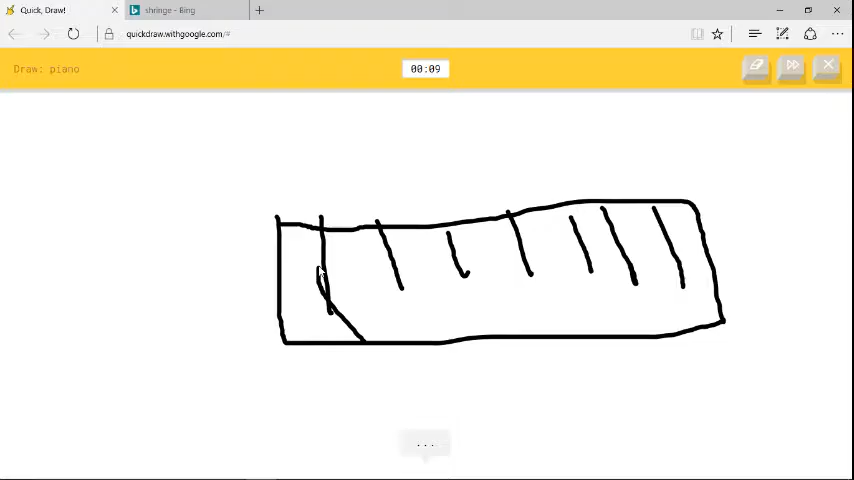 Quick, Draw!
shringe - Bing
quickdraw.withgoogle.com/#
Draw: piano
00:09
...